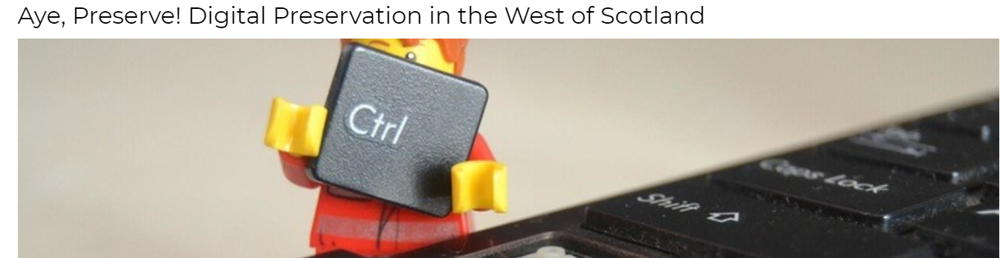 Aye, Preserve! Digital Preservation in the West of Scotland
Ctrl
Caps Lock
Shift